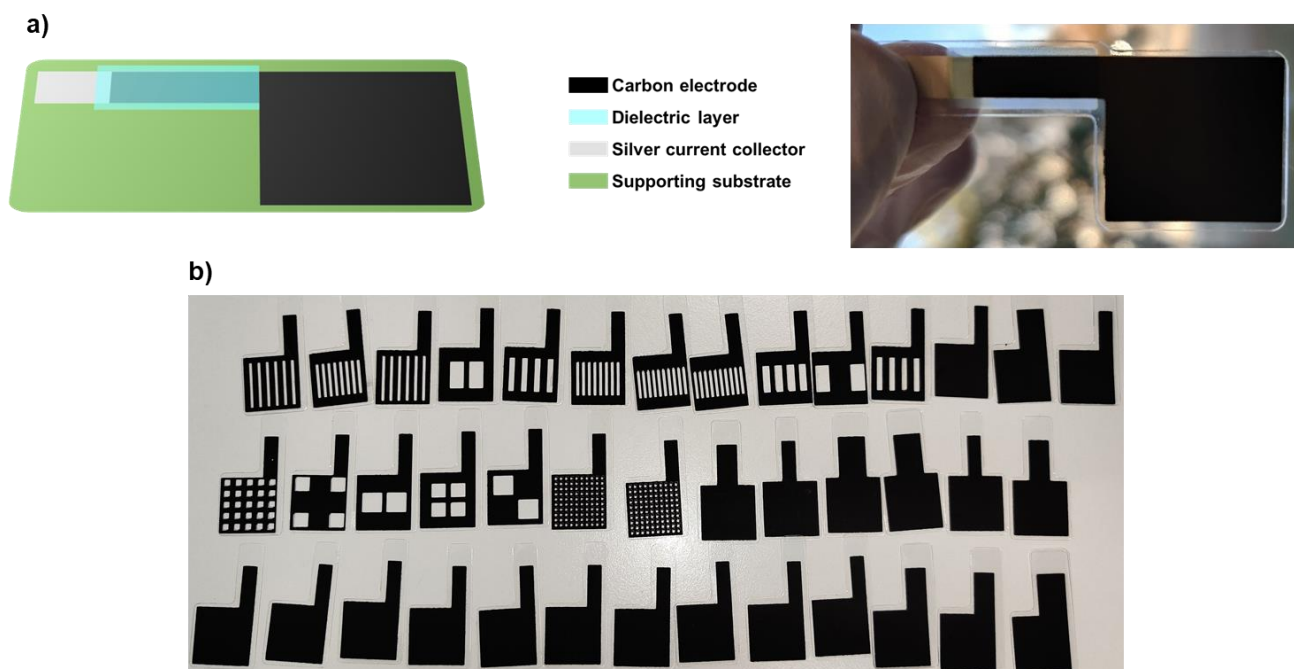 a)
Carbon electrode
Dielectric layer
Silver current collector
Supporting substrate
b)